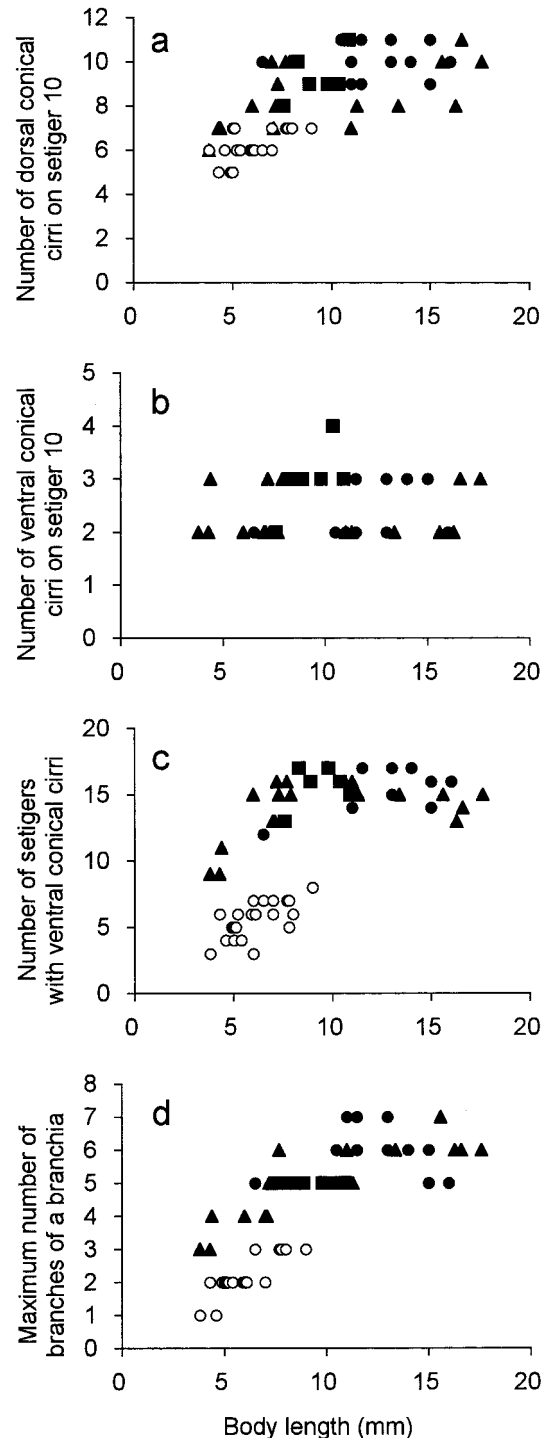 a
Number of dorsal conical
cirri on setiger 10
12
10
8
6
4
2
0
0 5 10 15 20
b
Number of ventral conical
cirri on setiger 10
5
4
3
2
1
0
0 5 10 15 20
c
Number of setigers
with ventral conical cirri
20
15
10
5
0
0 5 10 15 20
d
Maximum number of
branches of a branchia
8
7
6
5
4
3
2
1
0
0 5 10 15 20
Body length (mm)